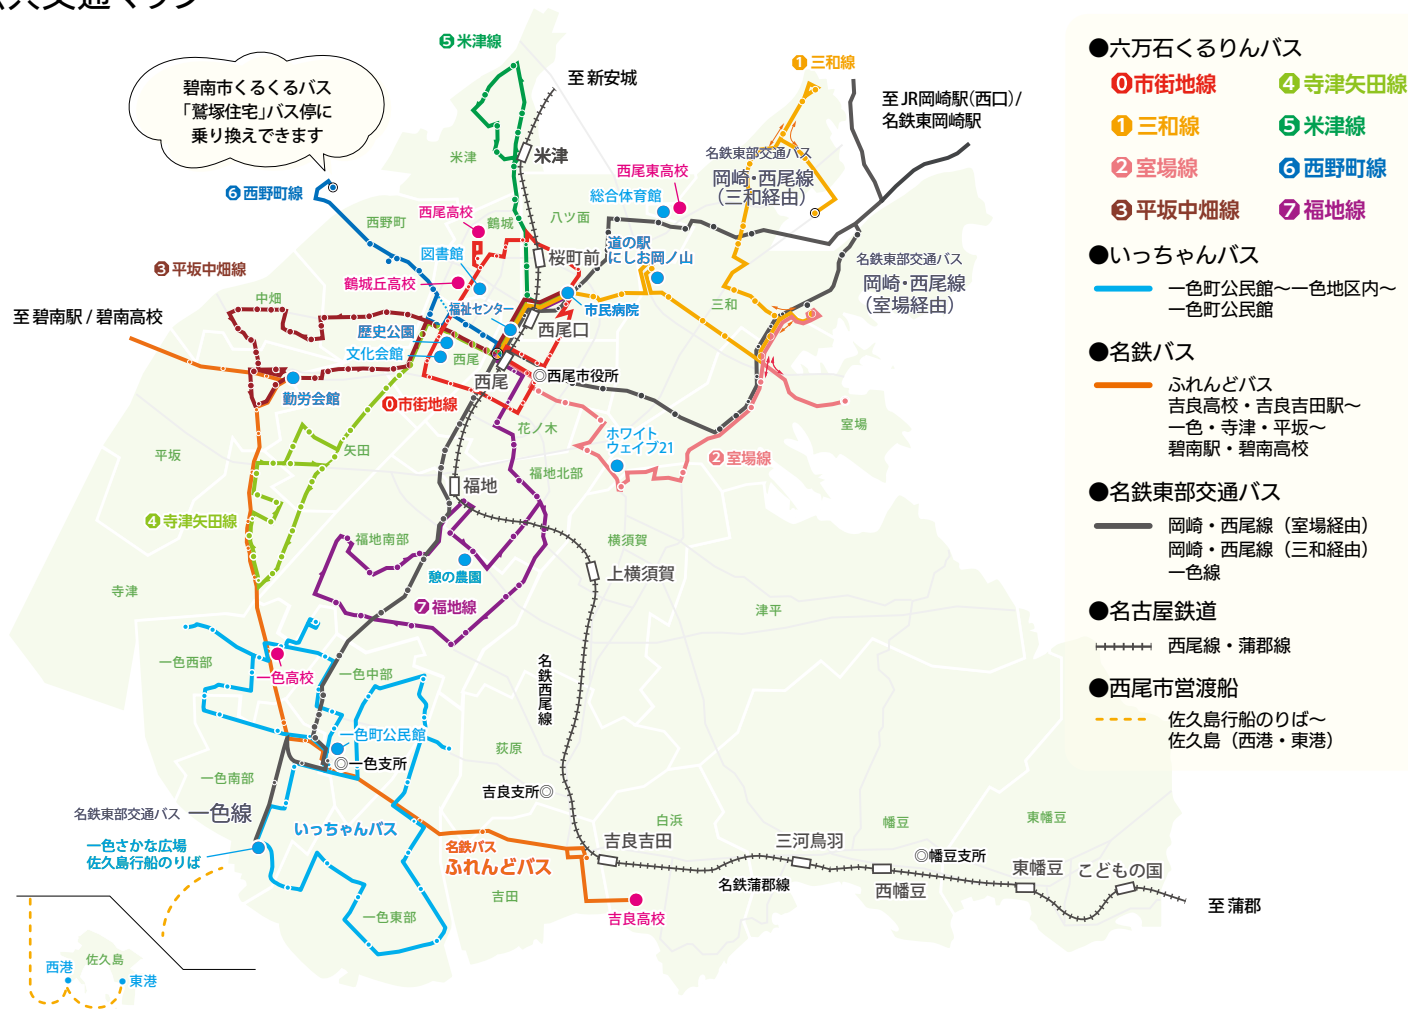 公共交通マップ
❺米津線
至 新安城
❶三和線
至 JR岡崎駅（西口）/
名鉄東岡崎駅
碧南市くるくるバス
「鷲塚住宅」バス停に
乗り換えできます
米津
米津
名鉄東部交通バス
岡崎・西尾線
（三和経由）
西尾東高校
総合体育館
❻西野町線
西野町
西尾高校
鶴城
八ツ面
図書館
桜町前
道の駅
にしお岡ノ山
名鉄東部交通バス
岡崎・西尾線
（室場経由）
❸平坂中畑線
中畑
鶴城丘高校
福祉センター
市民病院
三和
至 碧南駅 / 碧南高校
歴史公園
西尾口
文化会館
西尾
西尾
◎西尾市役所
勤労会館
⓿市街地線
花ノ木
ホワイト
ウェイブ21
室場
平坂
矢田
❷室場線
福地北部
福地
❹寺津矢田線
福地南部
横須賀
憩の農園
上横須賀
寺津
❼福地線
津平
一色西部
一色高校
一色中部
名鉄西尾線
一色町公民館
荻原
◎一色支所
一色南部
吉良支所◎
名鉄東部交通バス 一色線
いっちゃんバス
白浜
幡豆
東幡豆
一色さかな広場
佐久島行船のりば
名鉄バス
ふれんどバス
吉良吉田
三河鳥羽
◎幡豆支所
東幡豆
こどもの国
名鉄蒲郡線
西幡豆
吉田
至 蒲郡
一色東部
吉良高校
佐久島
西港
東港
●六万石くるりんバス
⓿市街地線
❹寺津矢田線
❶三和線
❺米津線
❷室場線
❻西野町線
❸平坂中畑線
❼福地線
●いっちゃんバス
一色町公民館～一色地区内～
一色町公民館
●名鉄バス
ふれんどバス
吉良高校・吉良吉田駅～
一色・寺津・平坂～
碧南駅・碧南高校
●名鉄東部交通バス
岡崎・西尾線（室場経由）
岡崎・西尾線（三和経由）
一色線
●名古屋鉄道
西尾線・蒲郡線
●西尾市営渡船
佐久島行船のりば～
佐久島（西港・東港）